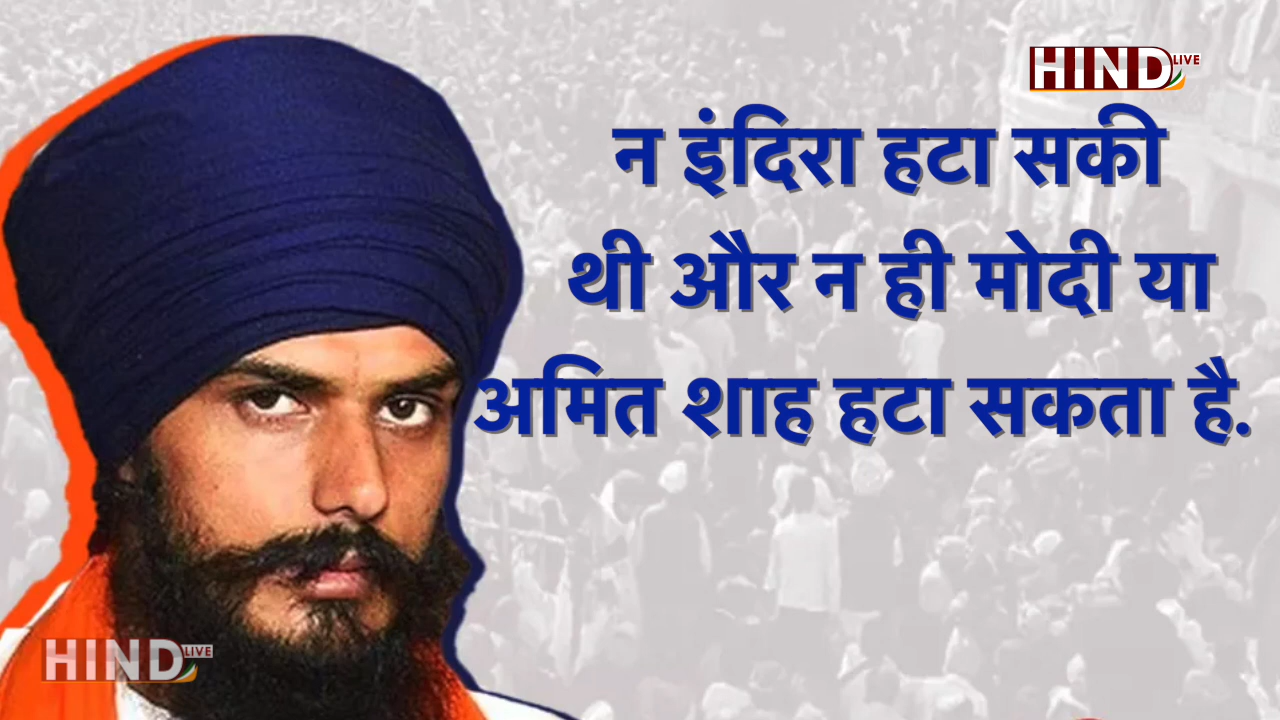 HIND LIVE
न इंदिरा हटा सकी
थी और न ही मोदी या
अमित शाह हटा सकता है.
HIND LIVE